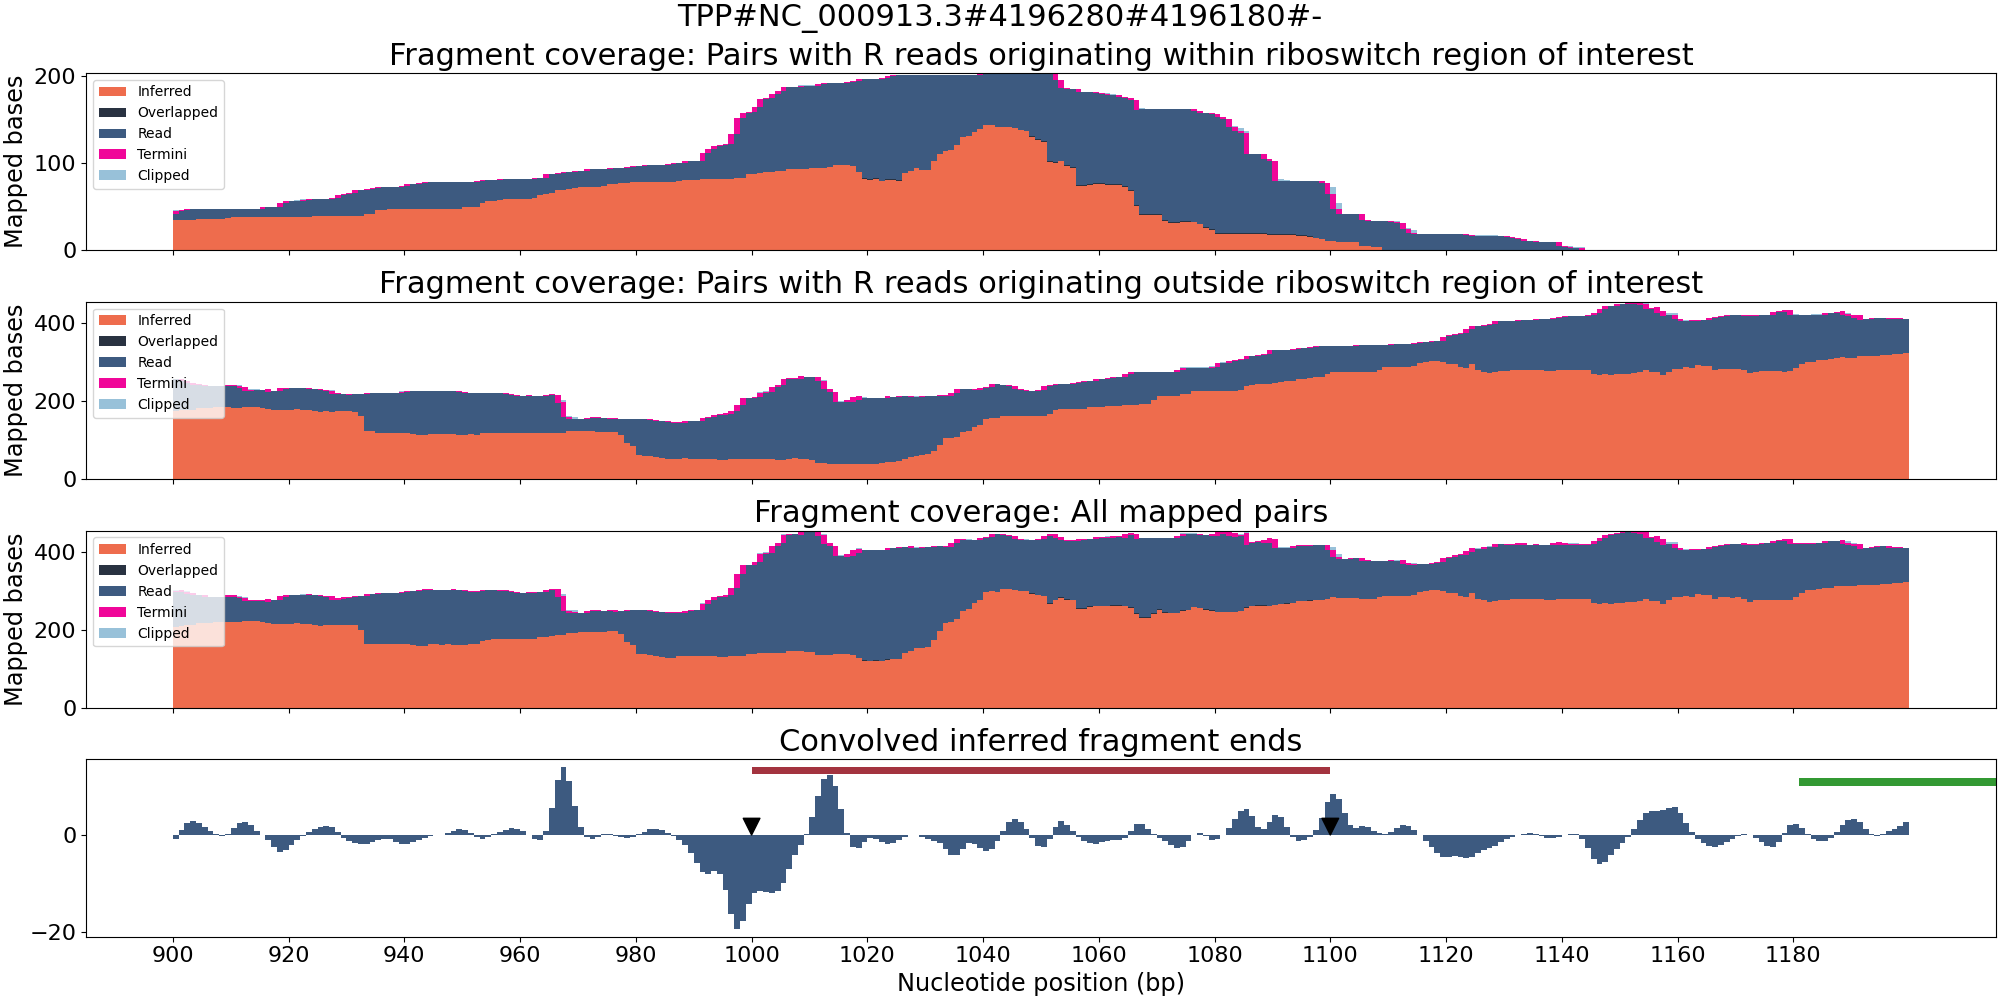 TPP#NC_000913.3#4196280#4196180#-
Fragment coverage: Pairs with R reads originating within riboswitch region of interest
Mapped bases
200
100
0
Inferred
Overlapped
Read
Termini
Clipped
Fragment coverage: Pairs with R reads originating outside riboswitch region of interest
Mapped bases
400
200
0
Inferred
Overlapped
Read
Termini
Clipped
Fragment coverage: All mapped pairs
Mapped bases
400
200
0
Inferred
Overlapped
Read
Termini
Clipped
Convolved inferred fragment ends
0
−20
900 920 940 960 980 1000 1020 1040 1060 1080 1100 1120 1140 1160 1180
Nucleotide position (bp)